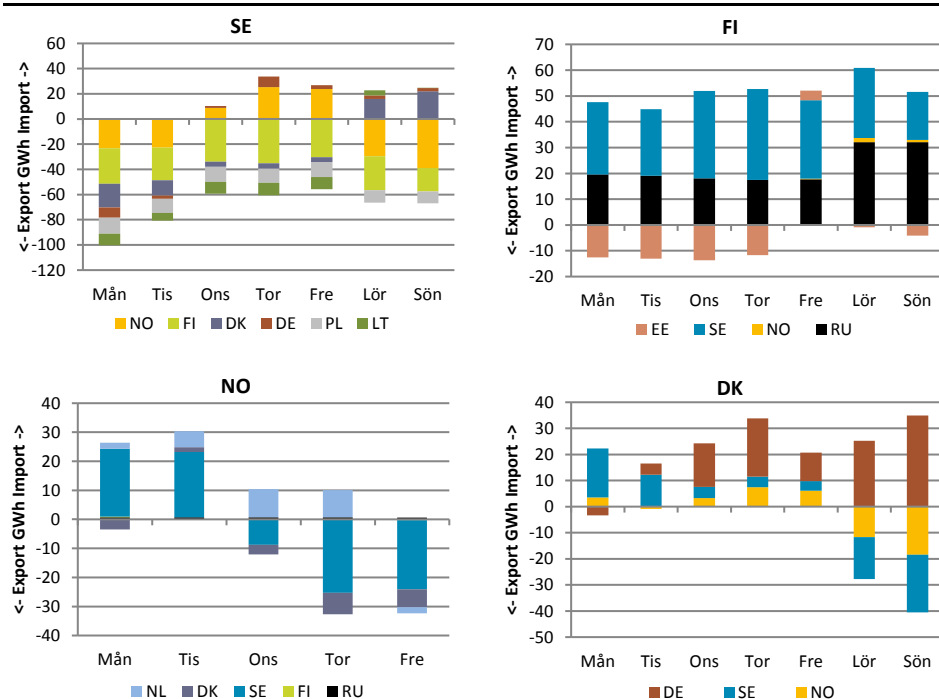 SE
<- Export GWh Import ->
60
40
20
0
-20
-40
-60
-80
-100
-120
Mån Tis Ons Tor Fre Lör Sön
NO FI DK DE PL LT
FI
<- Export GWh Import ->
70
60
50
40
30
20
10
0
-10
-20
Mån Tis Ons Tor Fre Lör Sön
EE SE NO RU
NO
<- Export GWh Import ->
40
30
20
10
0
-10
-20
-30
-40
Mån Tis Ons Tor Fre
NL DK SE FI RU
DK
<- Export GWh Import ->
40
30
20
10
0
-10
-20
-30
-40
-50
Mån Tis Ons Tor Fre Lör Sön
DE SE NO